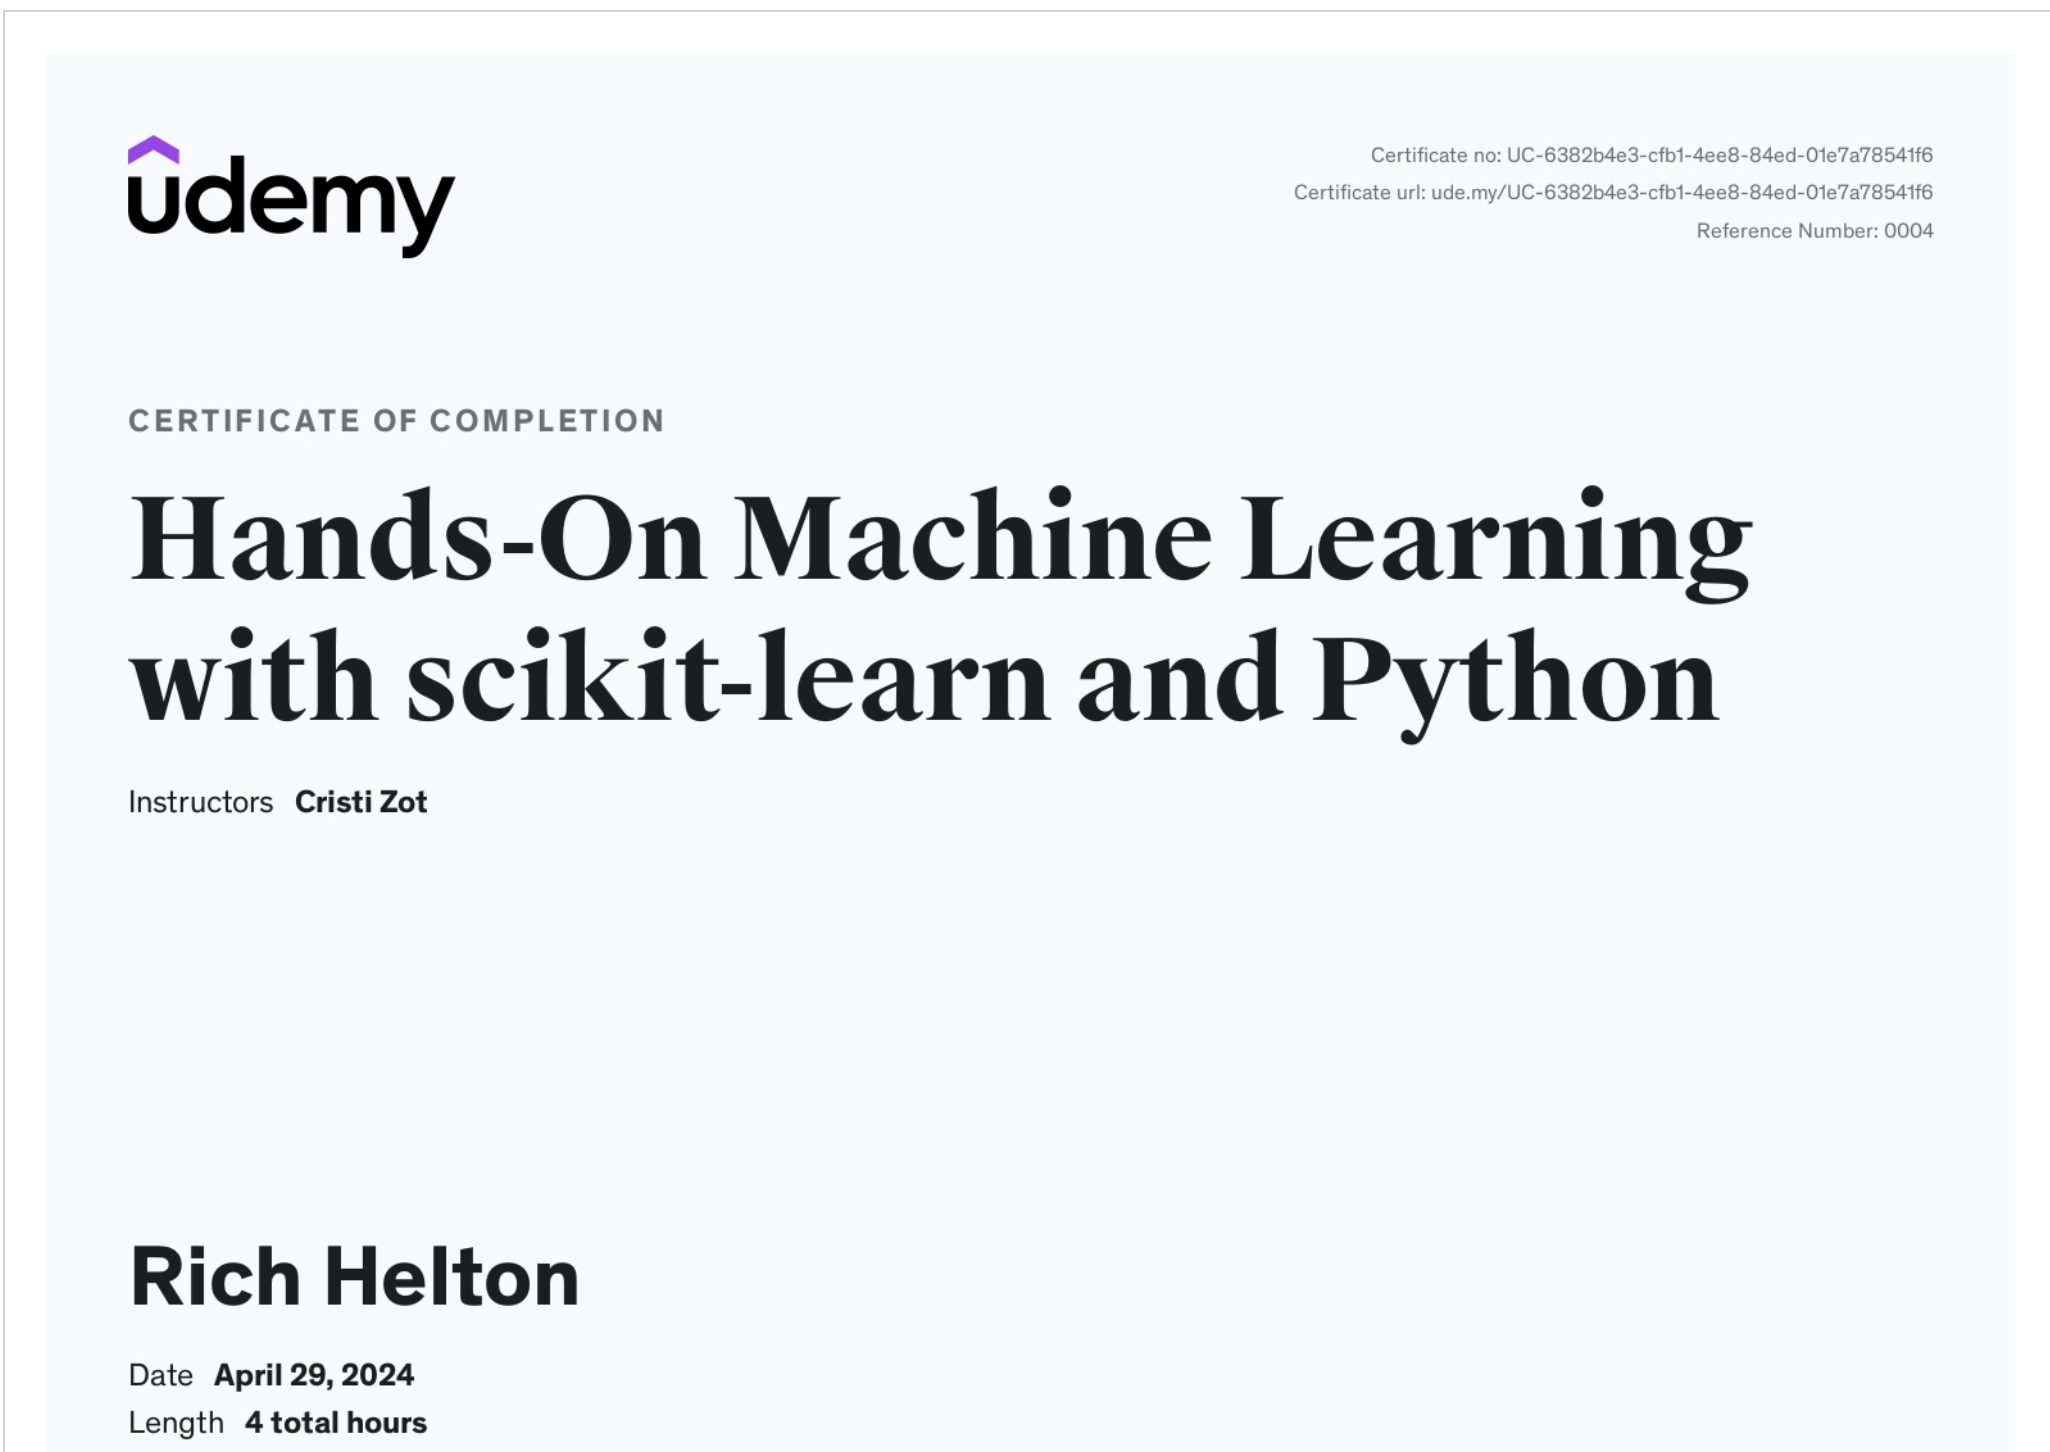 udemy
Certificate no: UC-6382b4e3-cfb1-4ee8-84ed-01e7a78541f6
Certificate url: ude.my/UC-6382b4e3-cfb1-4ee8-84ed-01e7a78541f6
Reference Number: 0004
CERTIFICATE OF COMPLETION
Hands-On Machine Learning
with scikit-learn and Python
Instructors Cristi Zot
Rich Helton
Date April 29, 2024
Length 4 total hours